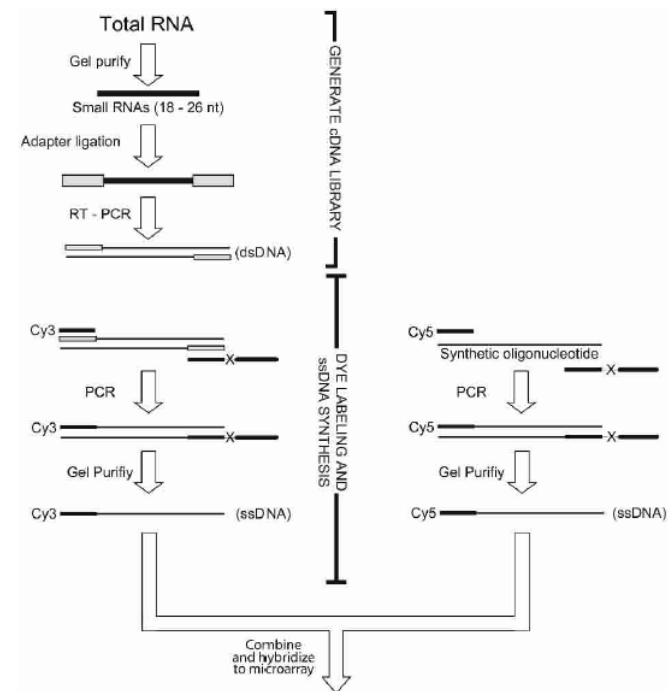 Total RNA
Gel purify
Small RNAs (18 - 26 nt)
Adapter ligation
RT - PCR
(dsDNA)
GENERATE cDNA LIBRARY
Cy3
X
PCR
Cy3
X
Gel Purifiy
Cy3
(ssDNA)
DYE LABELING AND
ssDNA SYNTHESIS
Cy5
Synthetic oligonucleotide
X
PCR
Cy5
X
Gel Purifiy
Cy5
(ssDNA)
Combine
and hybridize
to microarray